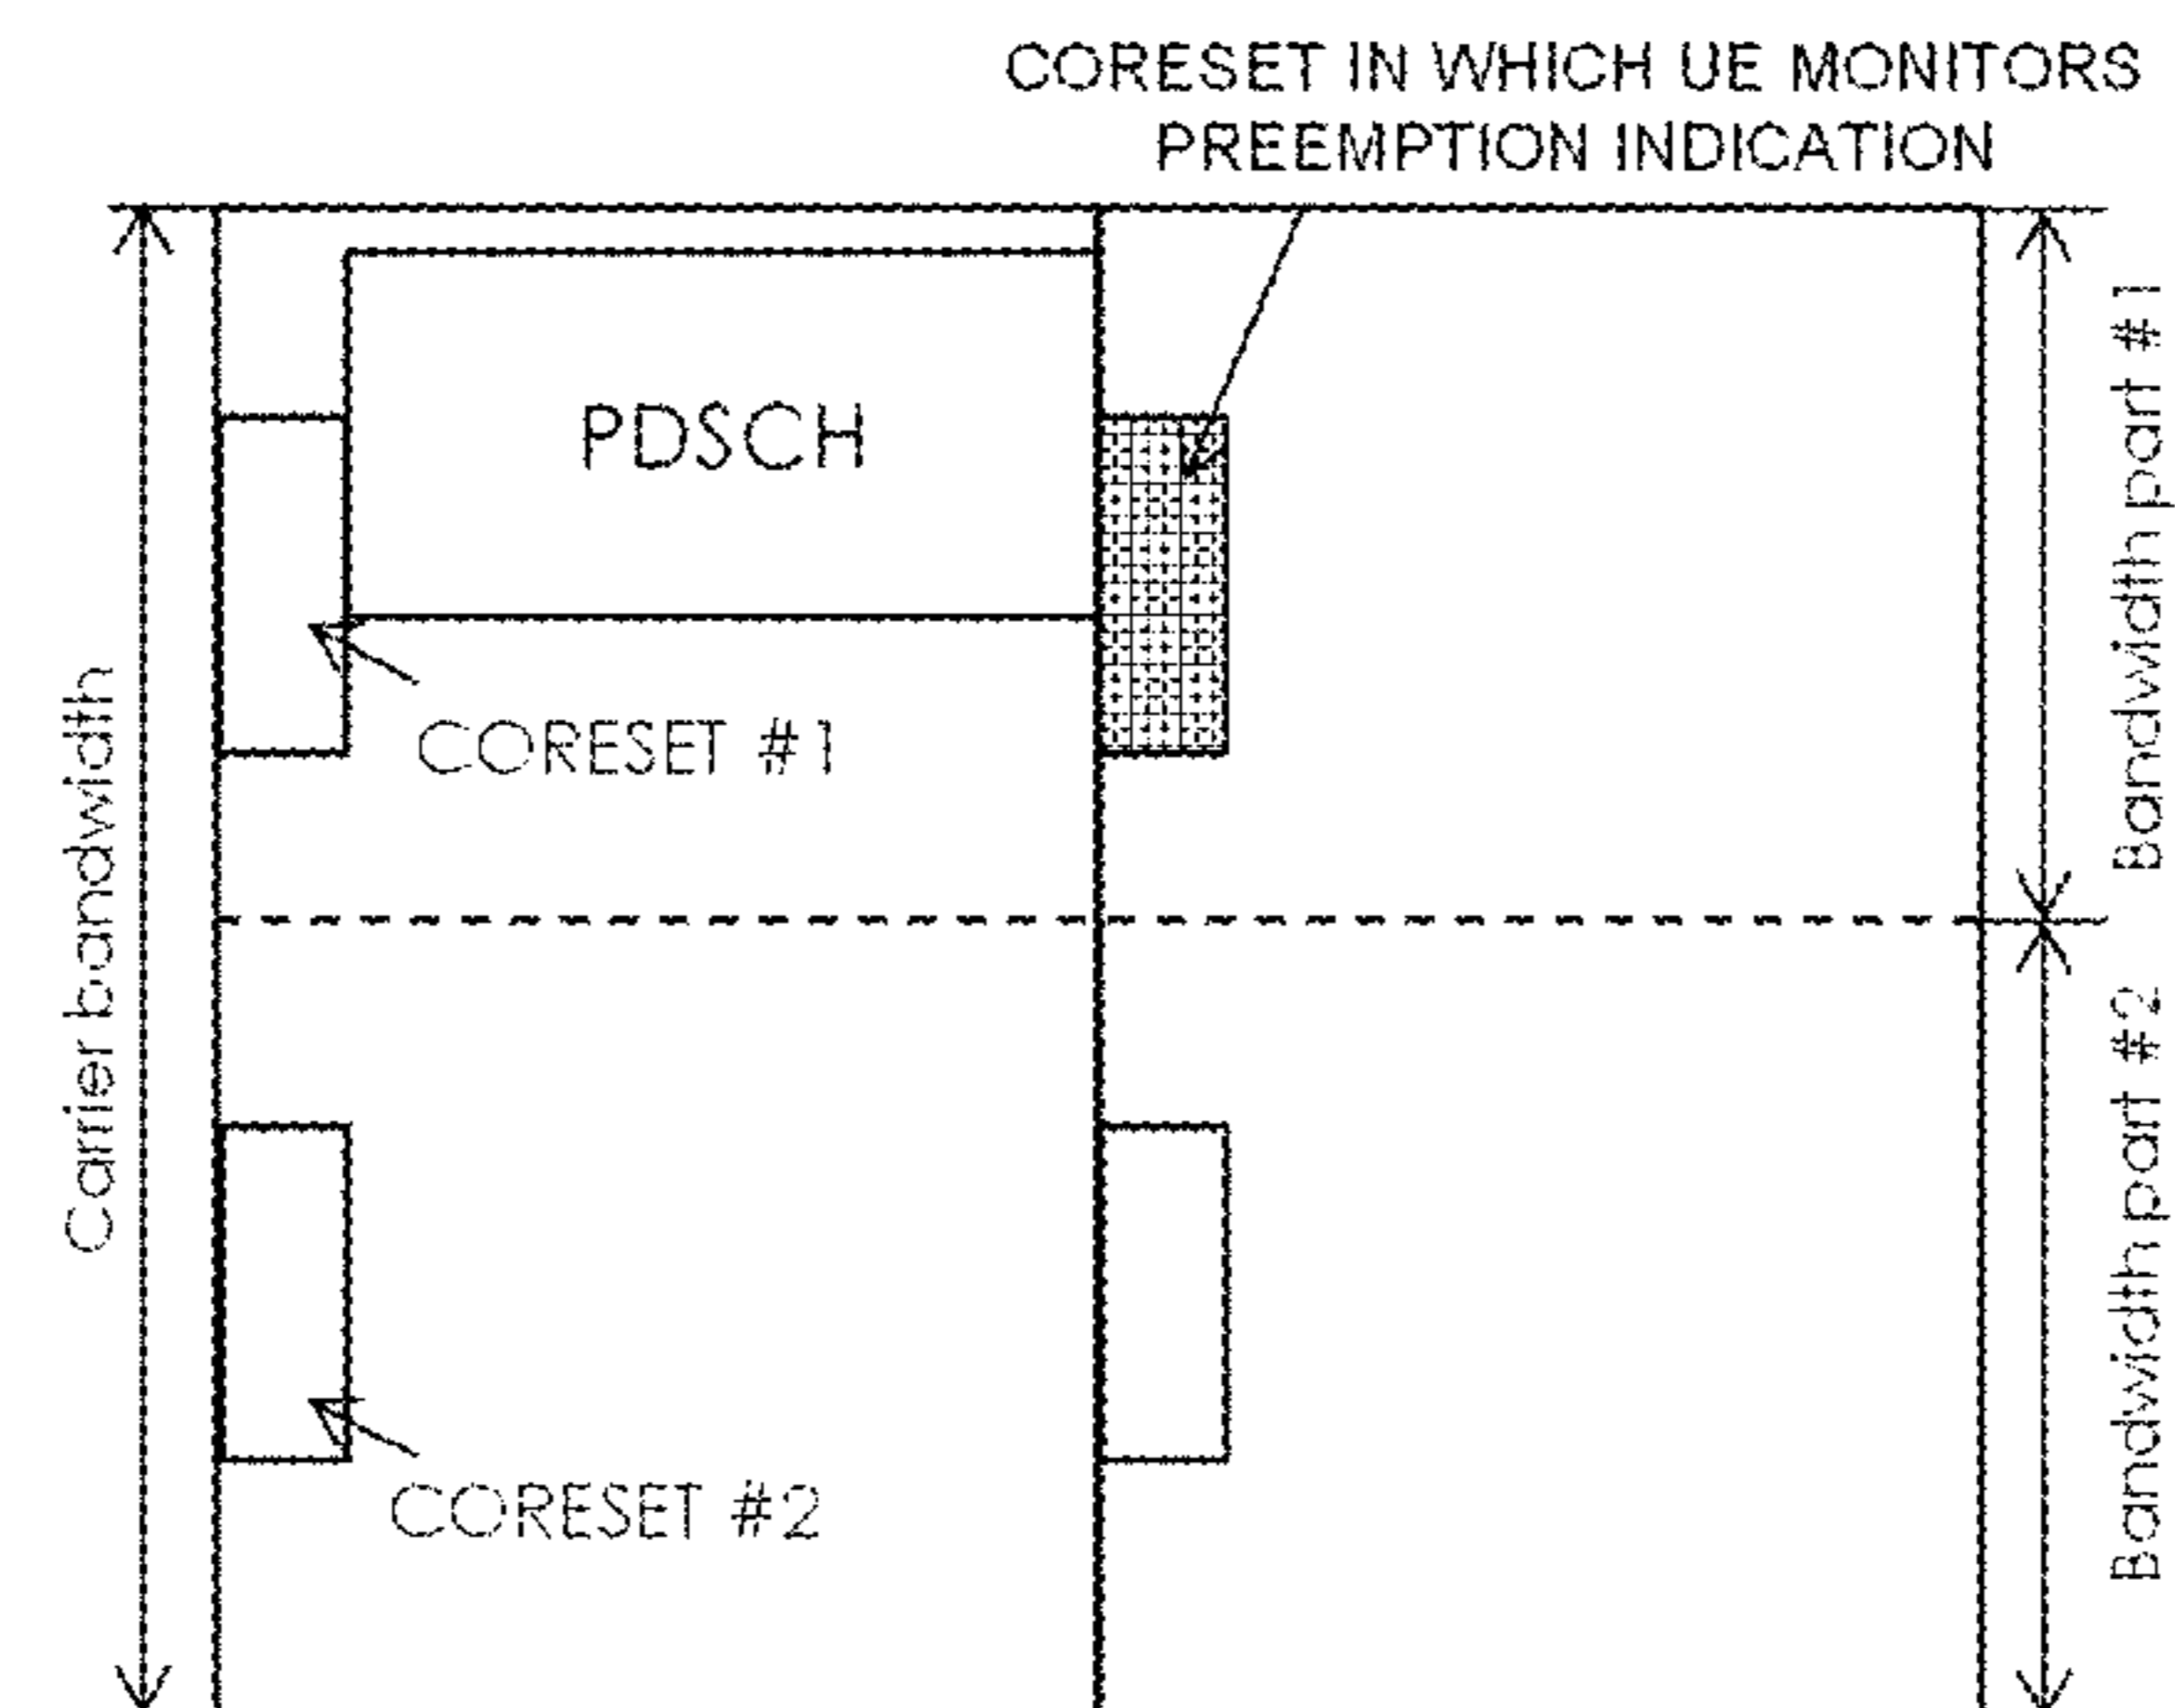 CORESET IN WHICH UE MONITORS
PREEMPTION INDICATION
PDSCH
CORESET #1
CORESET #2
Carrier bandwidth
Bandwidth part #1
Bandwidth part #2